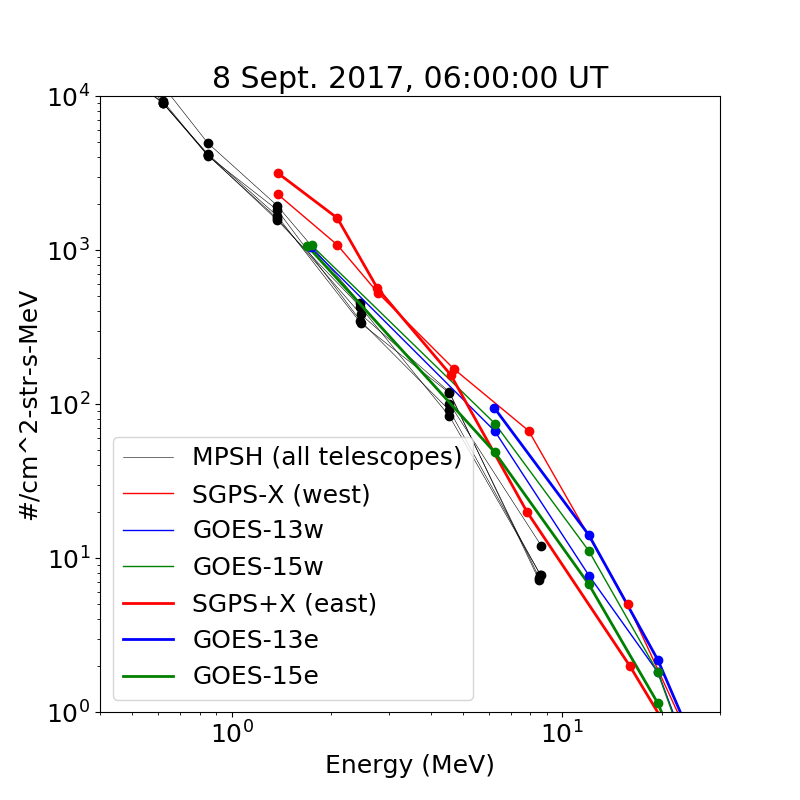 8 Sept. 2017, 06:00:00 UT
#/cm^2-str-s-MeV
10^4
10^3
10^2
10^1
10^0
MPSH (all telescopes)
SGPS-X (west)
GOES-13w
GOES-15w
SGPS+X (east)
GOES-13e
GOES-15e
10^0 10^1
Energy (MeV)